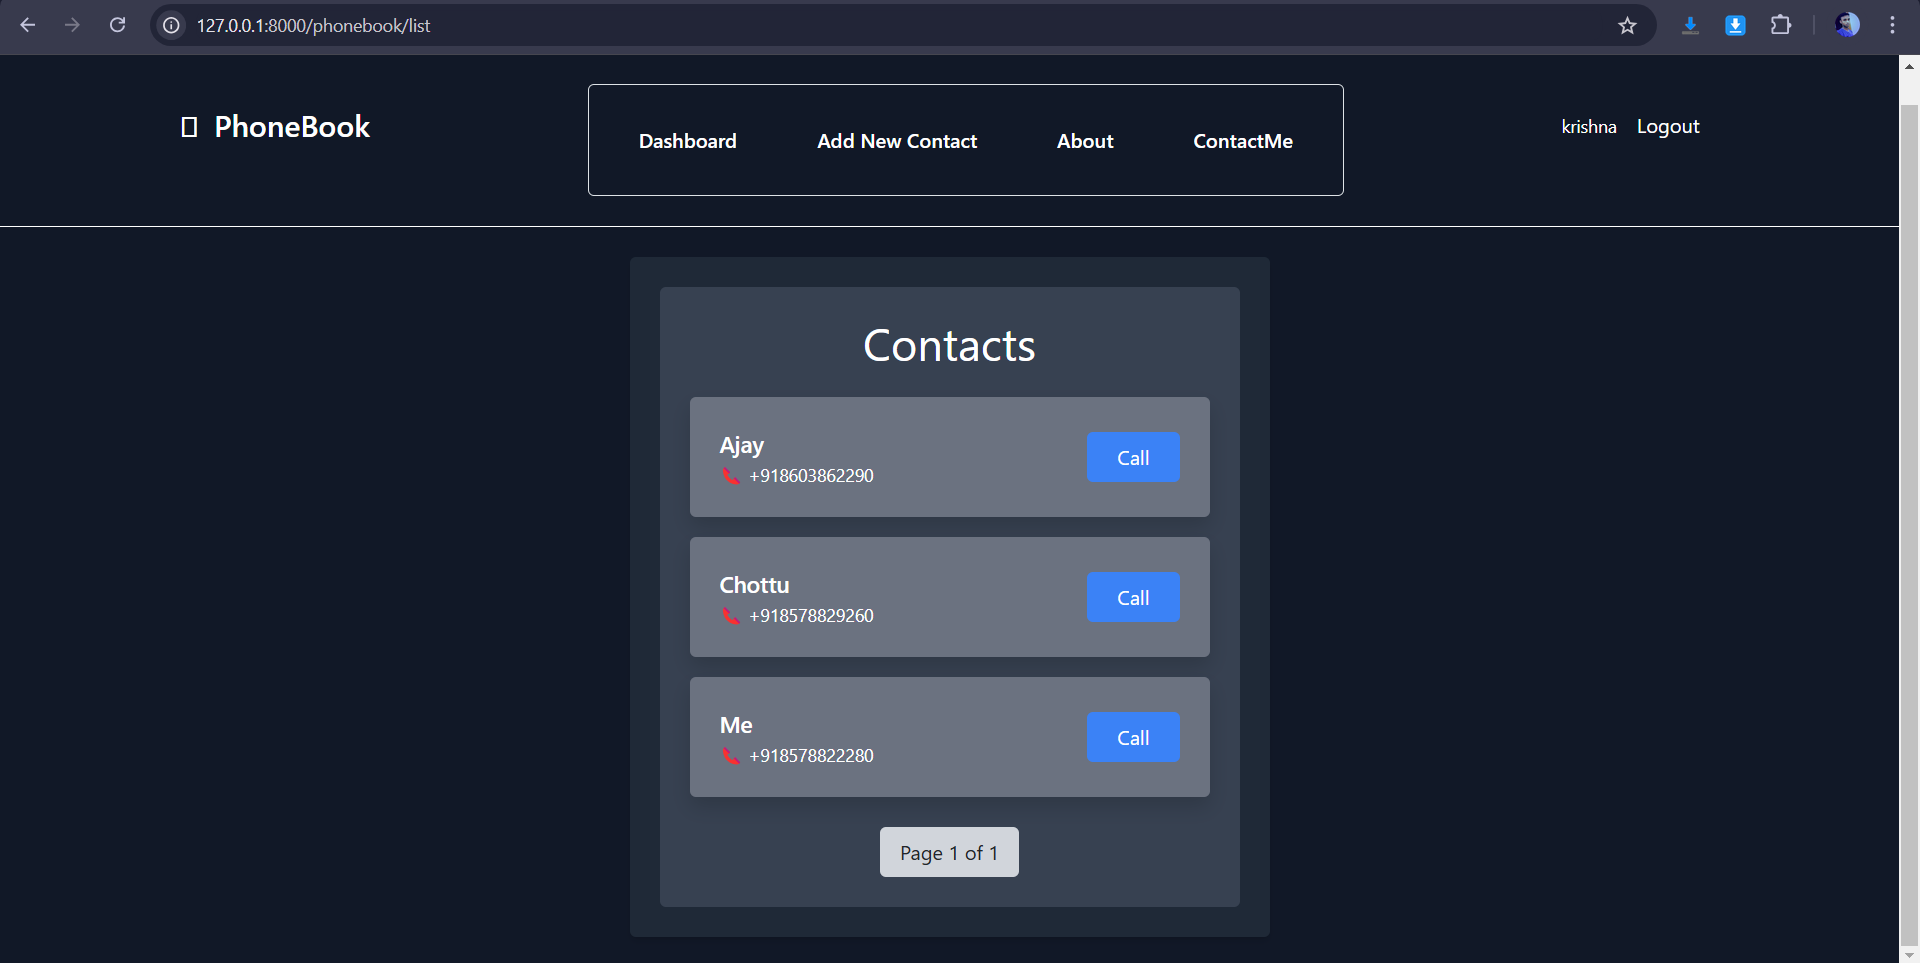 127.0.0.1:8000/phonebook/list
PhoneBook
Dashboard Add New Contact About ContactMe
krishna Logout
Contacts
Ajay
+918603862290
Call
Chottu
+918578829260
Call
Me
+918578822280
Call
Page 1 of 1